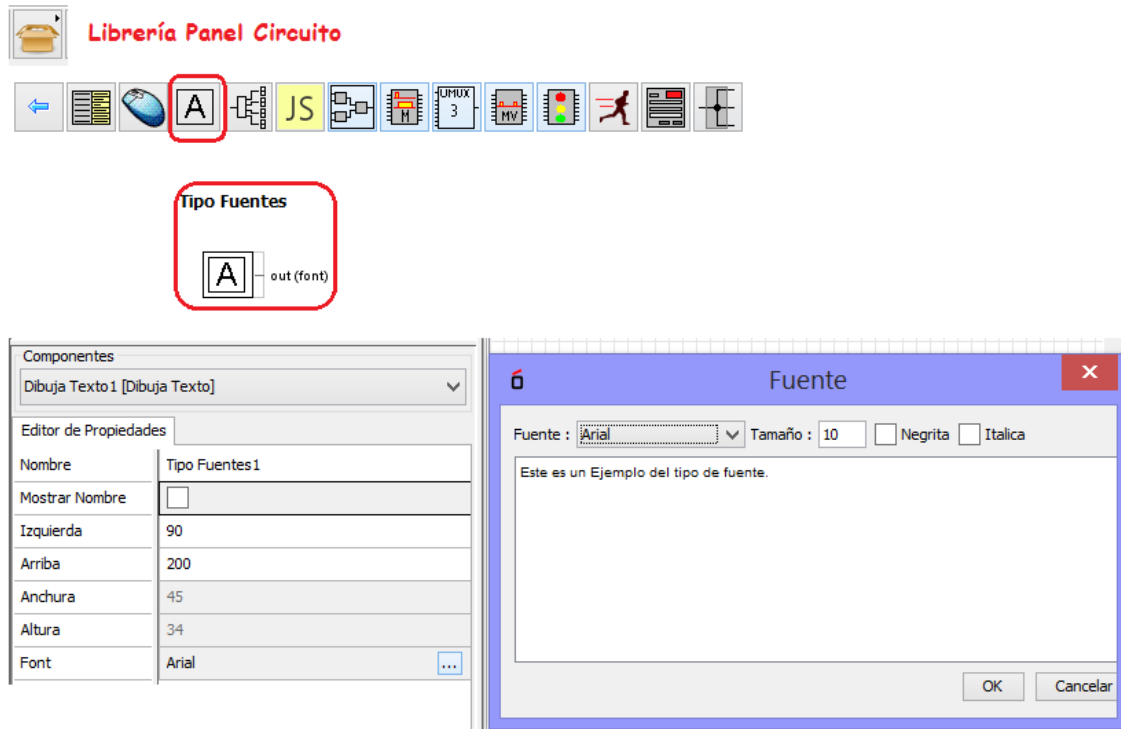 Librería Panel Circuito
A JS M UMUX 3 MV
Tipo Fuentes
A out (font)
Componentes
Dibuja Texto1 [Dibuja Texto]
Editor de Propiedades
Nombre Tipo Fuentes1
Mostrar Nombre
Izquierda 90
Arriba 200
Anchura 45
Altura 34
Font Arial ...
ó Fuente x
Fuente : Arial Tamaño : 10 Negrita Italica
Este es un Ejemplo del tipo de fuente.
OK Cancelar